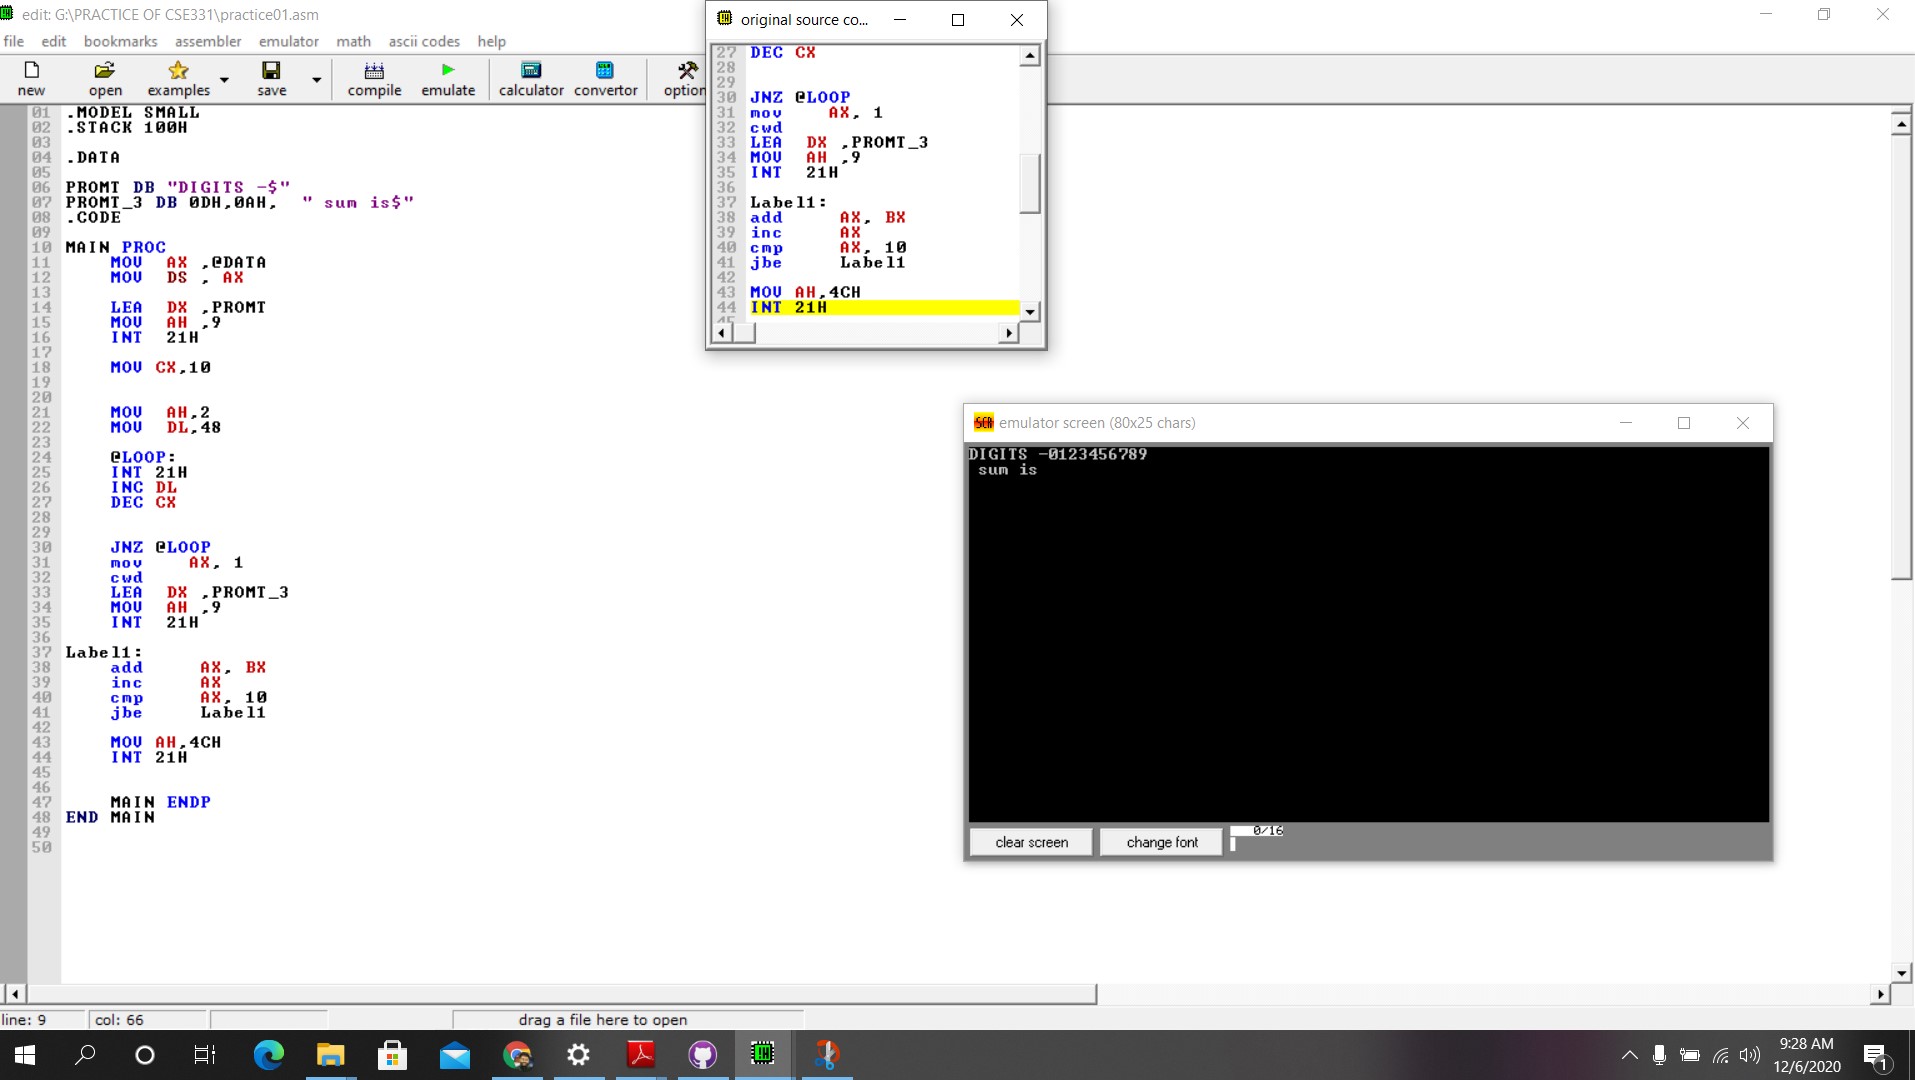 edit: G:\PRACTICE OF CSE331\practice01.asm
file edit bookmarks assembler emulator math ascii codes help
new open examples save compile emulate calculator convertor option
01 .MODEL SMALL
02 .STACK 100H
03
04 .DATA
05
06 PROMT DB "DIGITS -$"
07 PROMT_3 DB 0DH,0AH, " sum is$"
08 .CODE
09
10 MAIN PROC
11 MOV AX ,@DATA
12 MOV DS , AX
13
14 LEA DX ,PROMT
15 MOV AH ,9
16 INT 21H
17
18 MOV CX,10
19
20
21 MOV AH,2
22 MOV DL,48
23
24 @LOOP:
25 INT 21H
26 INC DL
27 DEC CX
28
29
30 JNZ @LOOP
31 mov AX, 1
32 cwd
33 LEA DX ,PROMT_3
34 MOV AH ,9
35 INT 21H
36
37 Label1:
38 add AX, BX
39 inc AX
40 cmp AX, 10
41 jbe Label1
42
43 MOV AH,4CH
44 INT 21H
45
46
47 MAIN ENDP
48 END MAIN
49
50
original source co...
27 DEC CX
28
29
30 JNZ @LOOP
31 mov AX, 1
32 cwd
33 LEA DX ,PROMT_3
34 MOV AH ,9
35 INT 21H
36
37 Label1:
38 add AX, BX
39 inc AX
40 cmp AX, 10
41 jbe Label1
42
43 MOV AH,4CH
44 INT 21H
45
SCR emulator screen (80x25 chars)
DIGITS -0123456789
sum is
clear screen change font 0/16
line: 9 col: 66 drag a file here to open
9:28 AM
12/6/2020
1